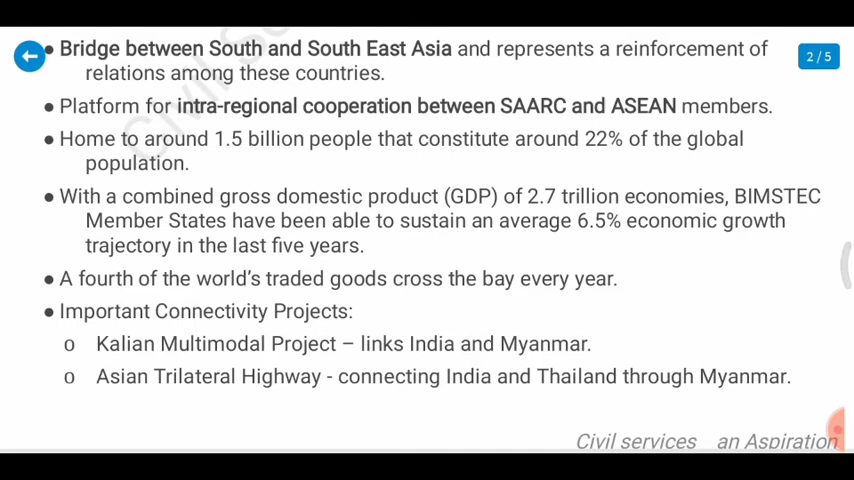 ● Bridge between South and South East Asia and represents a reinforcement of
relations among these countries.
2 / 5
● Platform for intra-regional cooperation between SAARC and ASEAN members.
● Home to around 1.5 billion people that constitute around 22% of the global
population.
● With a combined gross domestic product (GDP) of 2.7 trillion economies, BIMSTEC
Member States have been able to sustain an average 6.5% economic growth
trajectory in the last five years.
● A fourth of the world's traded goods cross the bay every year.
● Important Connectivity Projects:
o Kalian Multimodal Project – links India and Myanmar.
o Asian Trilateral Highway - connecting India and Thailand through Myanmar.
Civil services an Aspiration